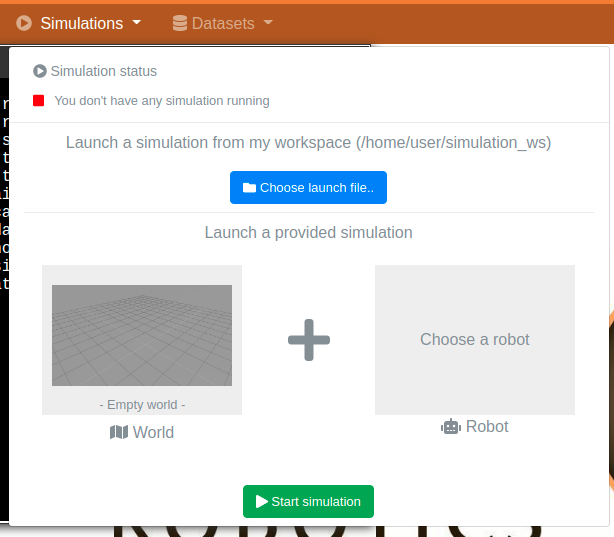 Simulations
Datasets
Simulation status
You don't have any simulation running
Launch a simulation from my workspace (/home/user/simulation_ws)
Choose launch file..
Launch a provided simulation
Choose a robot
- Empty world -
World
Robot
Start simulation